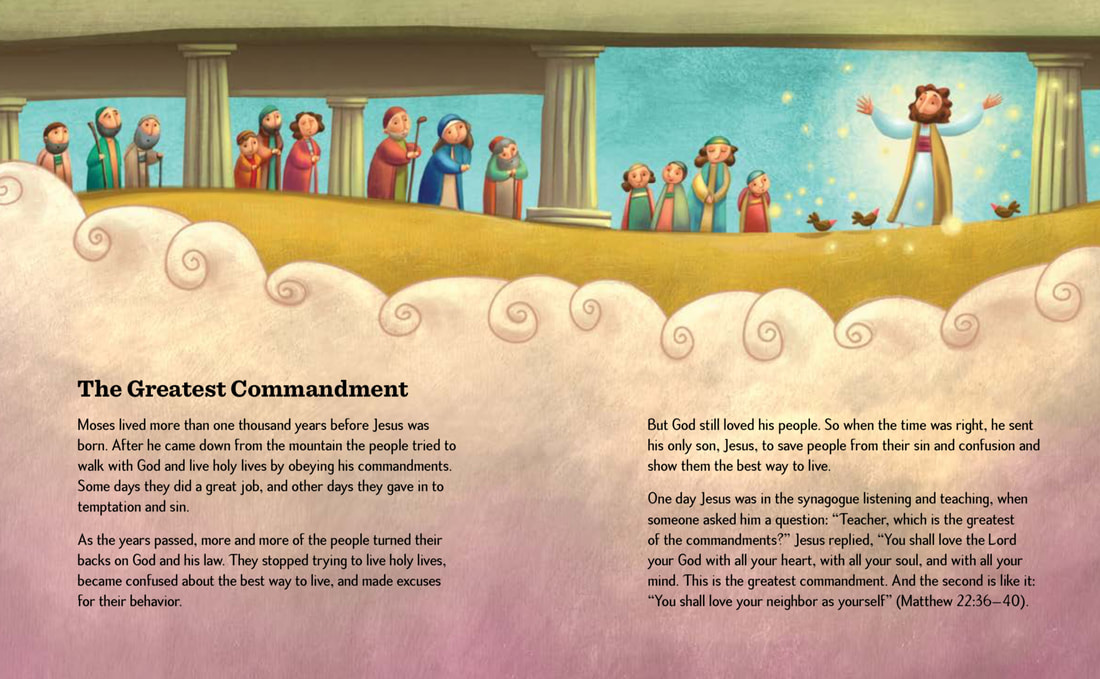 The Greatest Commandment
Moses lived more than one thousand years before Jesus was
born. After he came down from the mountain the people tried to
walk with God and live holy lives by obeying his commandments.
Some days they did a great job, and other days they gave in to
temptation and sin.
As the years passed, more and more of the people turned their
backs on God and his law. They stopped trying to live holy lives,
became confused about the best way to live, and made excuses
for their behavior.
But God still loved his people. So when the time was right, he sent
his only son, Jesus, to save people from their sin and confusion and
show them the best way to live.
One day Jesus was in the synagogue listening and teaching, when
someone asked him a question: “Teacher, which is the greatest
of the commandments?” Jesus replied, “You shall love the Lord
your God with all your heart, with all your soul, and with all your
mind. This is the greatest commandment. And the second is like it:
“You shall love your neighbor as yourself” (Matthew 22:36–40).